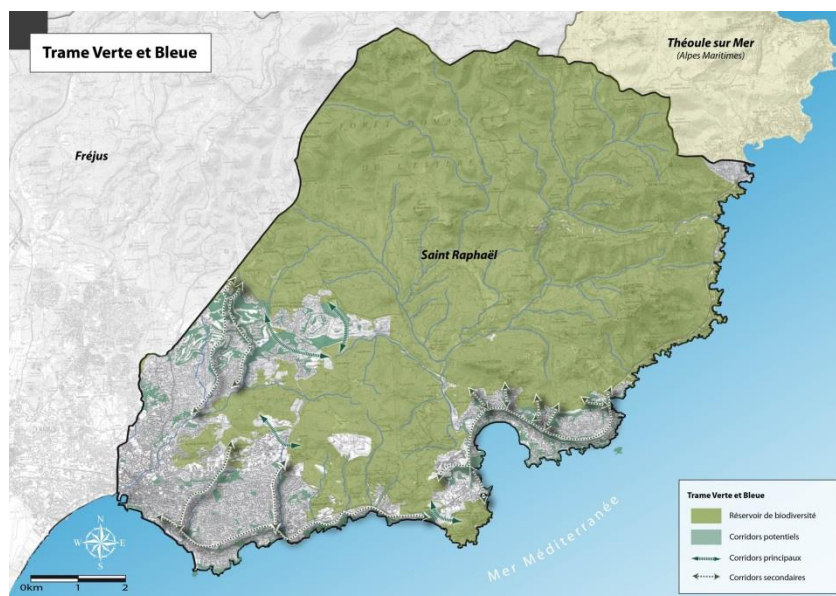 Trame Verte et Bleue
Théoule sur Mer
(Alpes Maritimes)
Fréjus
Saint Raphaël
Mer Méditerranée
N
W
E
S
0km 1 2
Trame Verte et Bleue
Réservoir de biodiversité
Corridors potentiels
Corridors principaux
Corridors secondaires